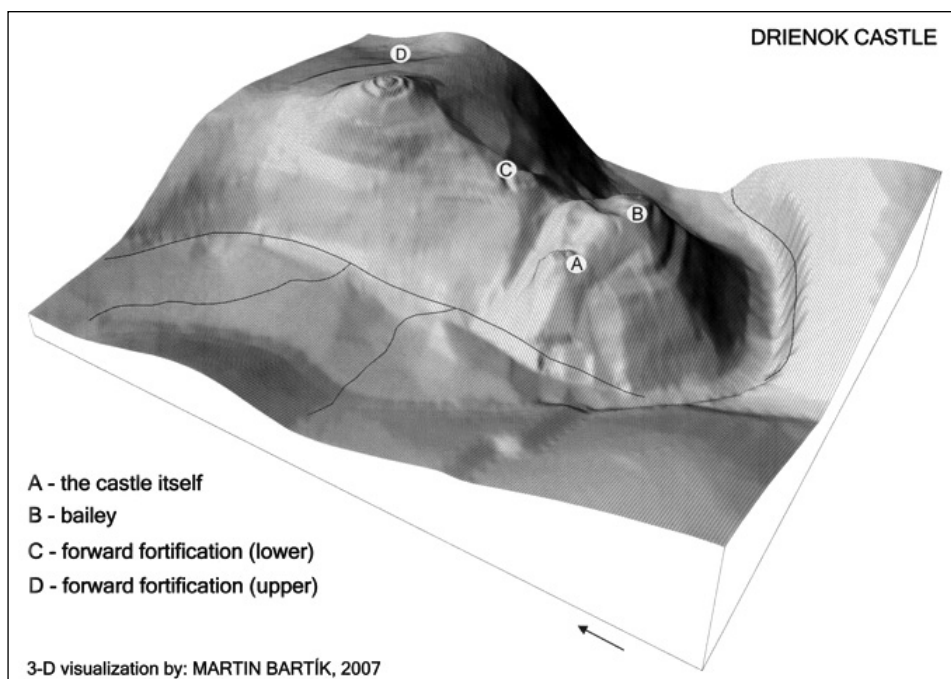 DRIENOK CASTLE
D
C
B
A
A - the castle itself
B - bailey
C - forward fortification (lower)
D - forward fortification (upper)
3-D visualization by: MARTIN BARTÍK, 2007